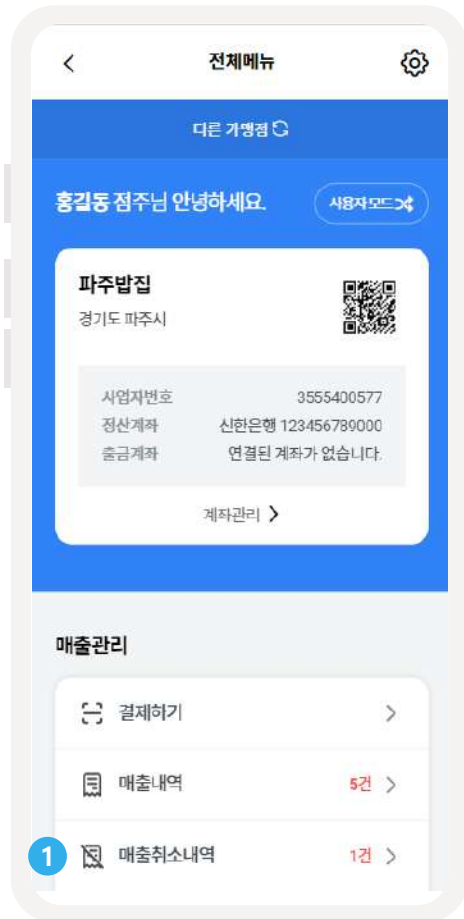 전체메뉴
다른 가맹점
홍길동 점주님 안녕하세요.
사용자모드
파주밥집
경기도 파주시
사업자번호 3555400577
정산계좌 신한은행 123456789000
출금계좌 연결된 계좌가 없습니다.
계좌관리
매출관리
결제하기
매출내역 5건
1 매출취소내역 1건